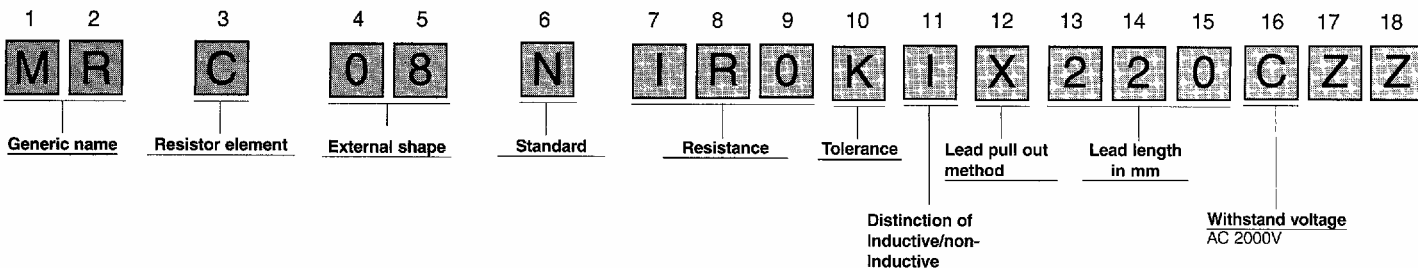 1 2 3 4 5 6 7 8 9 10 11 12 13 14 15 16 17 18
M R C 0 8 N I R 0 K I X 2 2 0 C Z Z
Generic name Resistor element External shape Standard Resistance Tolerance Lead pull out method Lead length in mm
Distinction of Inductive/non-Inductive
Withstand voltage
AC 2000V